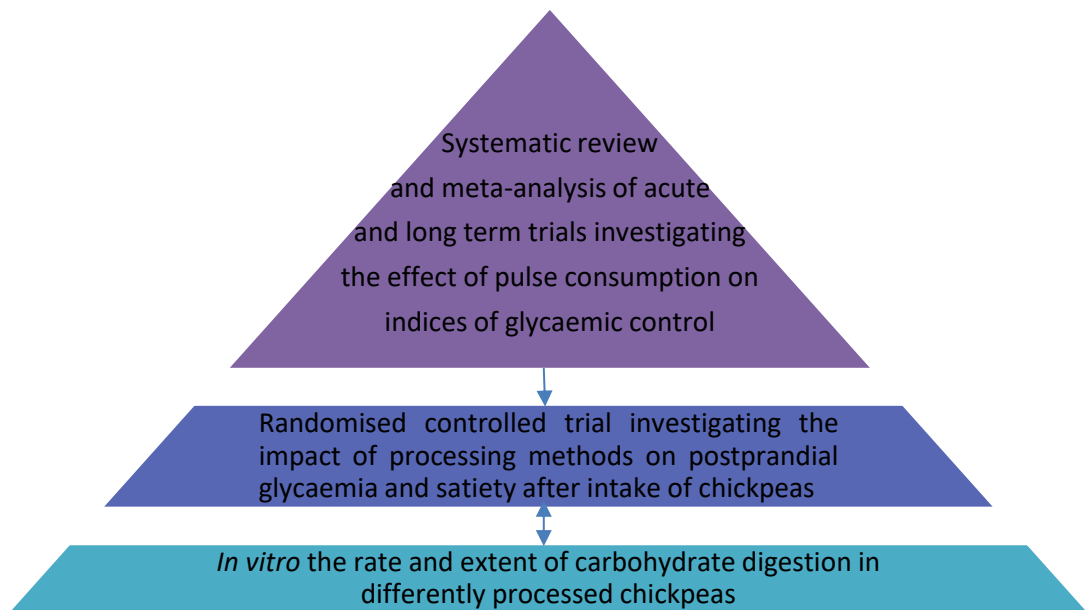 Systematic review
and meta-analysis of acute
and long term trials investigating
the effect of pulse consumption on
indices of glycaemic control
Randomised controlled trial investigating the
impact of processing methods on postprandial
glycaemia and satiety after intake of chickpeas
In vitro the rate and extent of carbohydrate digestion in
differently processed chickpeas